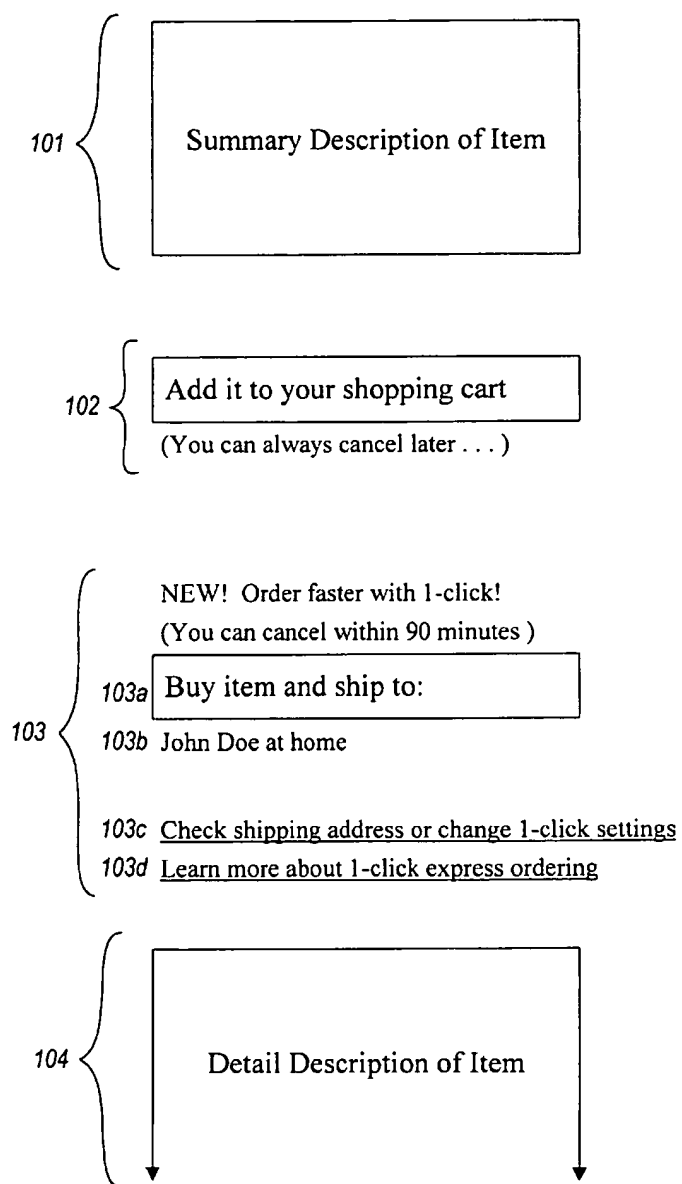 101 Summary Description of Item
102 Add it to your shopping cart
(You can always cancel later . . . )
NEW! Order faster with 1-click!
(You can cancel within 90 minutes )
103a Buy item and ship to:
103 103b John Doe at home
103c Check shipping address or change 1-click settings
103d Learn more about 1-click express ordering
104 Detail Description of Item